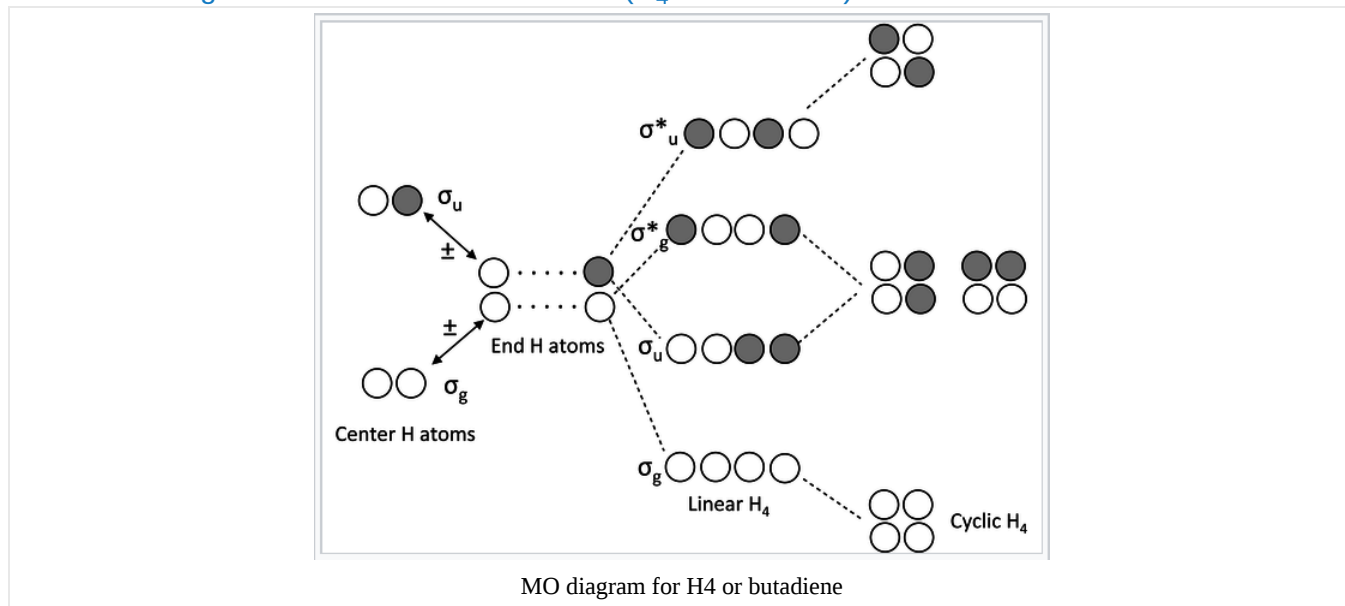 σ*u
σu
σ*g
±
±
End H atoms
σu
σg
Center H atoms
σg
Linear H4
Cyclic H4
MO diagram for H4 or butadiene